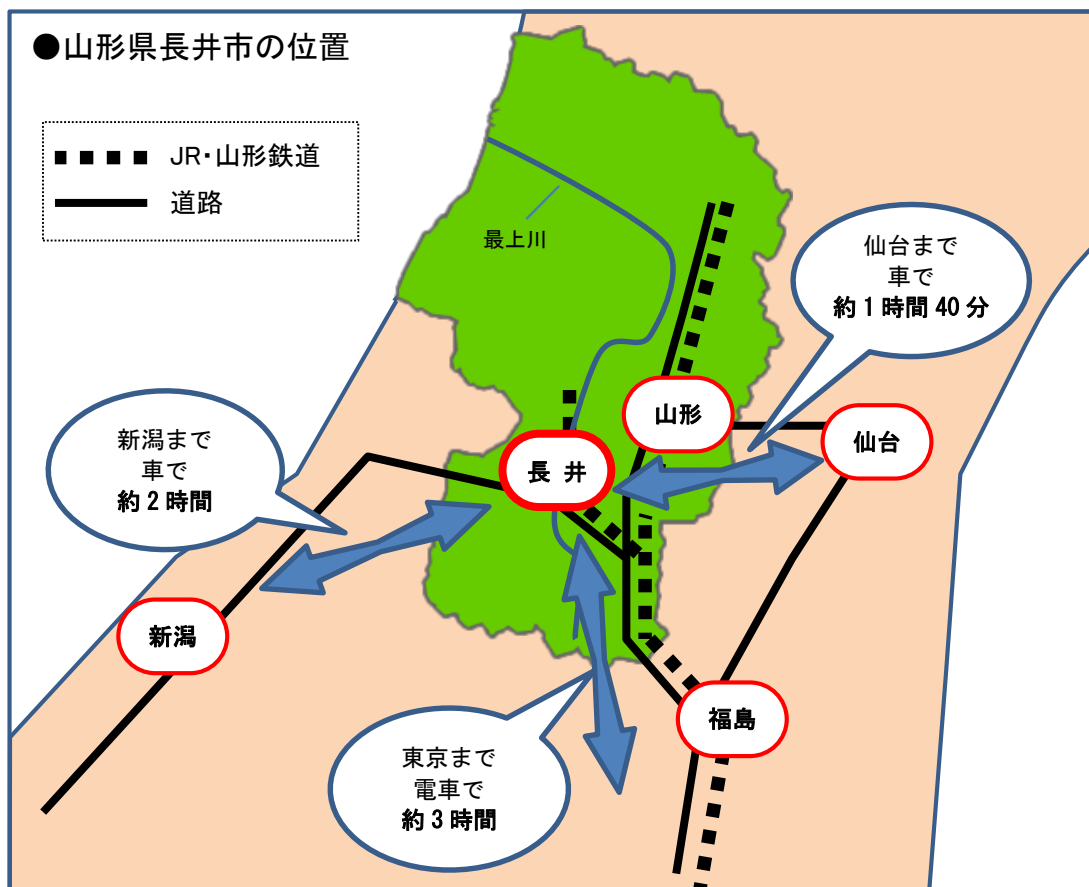 ●山形県長井市の位置
JR・山形鉄道
道路
最上川
仙台まで
車で
約1時間40分
山形
仙台
長 井
新潟まで
車で
約2時間
新潟
福島
東京まで
電車で
約3時間